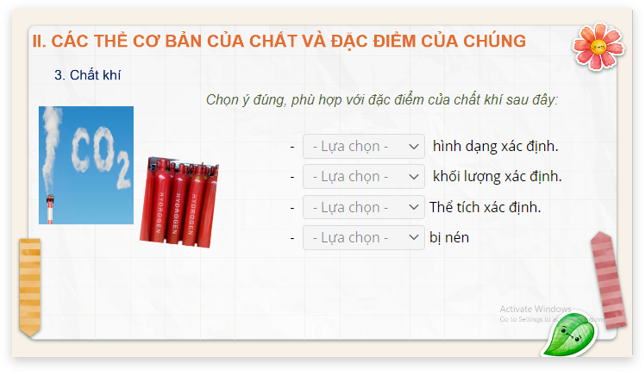 II. CÁC THỂ CƠ BẢN CỦA CHẤT VÀ ĐẶC ĐIỂM CỦA CHÚNG
3. Chất khí
Chọn ý đúng, phù hợp với đặc điểm của chất khí sau đây:
CO2
HYDROGEN HYDROGEN HYDROGEN
- - Lựa chọn - hình dạng xác định.
- - Lựa chọn - khối lượng xác định.
- - Lựa chọn - Thể tích xác định.
- - Lựa chọn - bị nén
Activate Windows
Go to Settings to